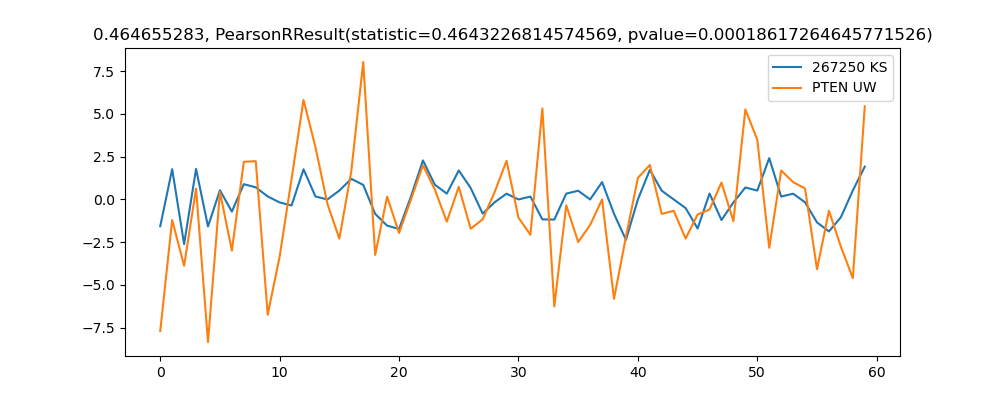 0.464655283, PearsonRResult(statistic=0.4643226814574569, pvalue=0.00018617264645771526)
267250 KS
PTEN UW
7.5
5.0
2.5
0.0
−2.5
−5.0
−7.5
0 10 20 30 40 50 60